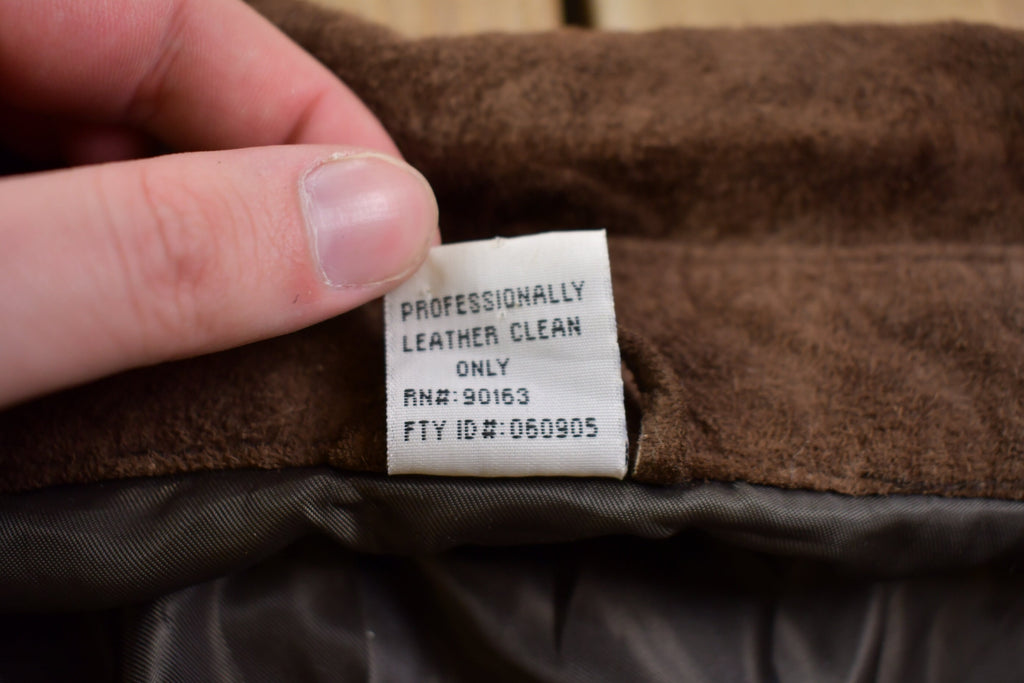 PROFESSIONALLY
LEATHER CLEAN
ONLY
RN#:90163
FTY ID#:060905